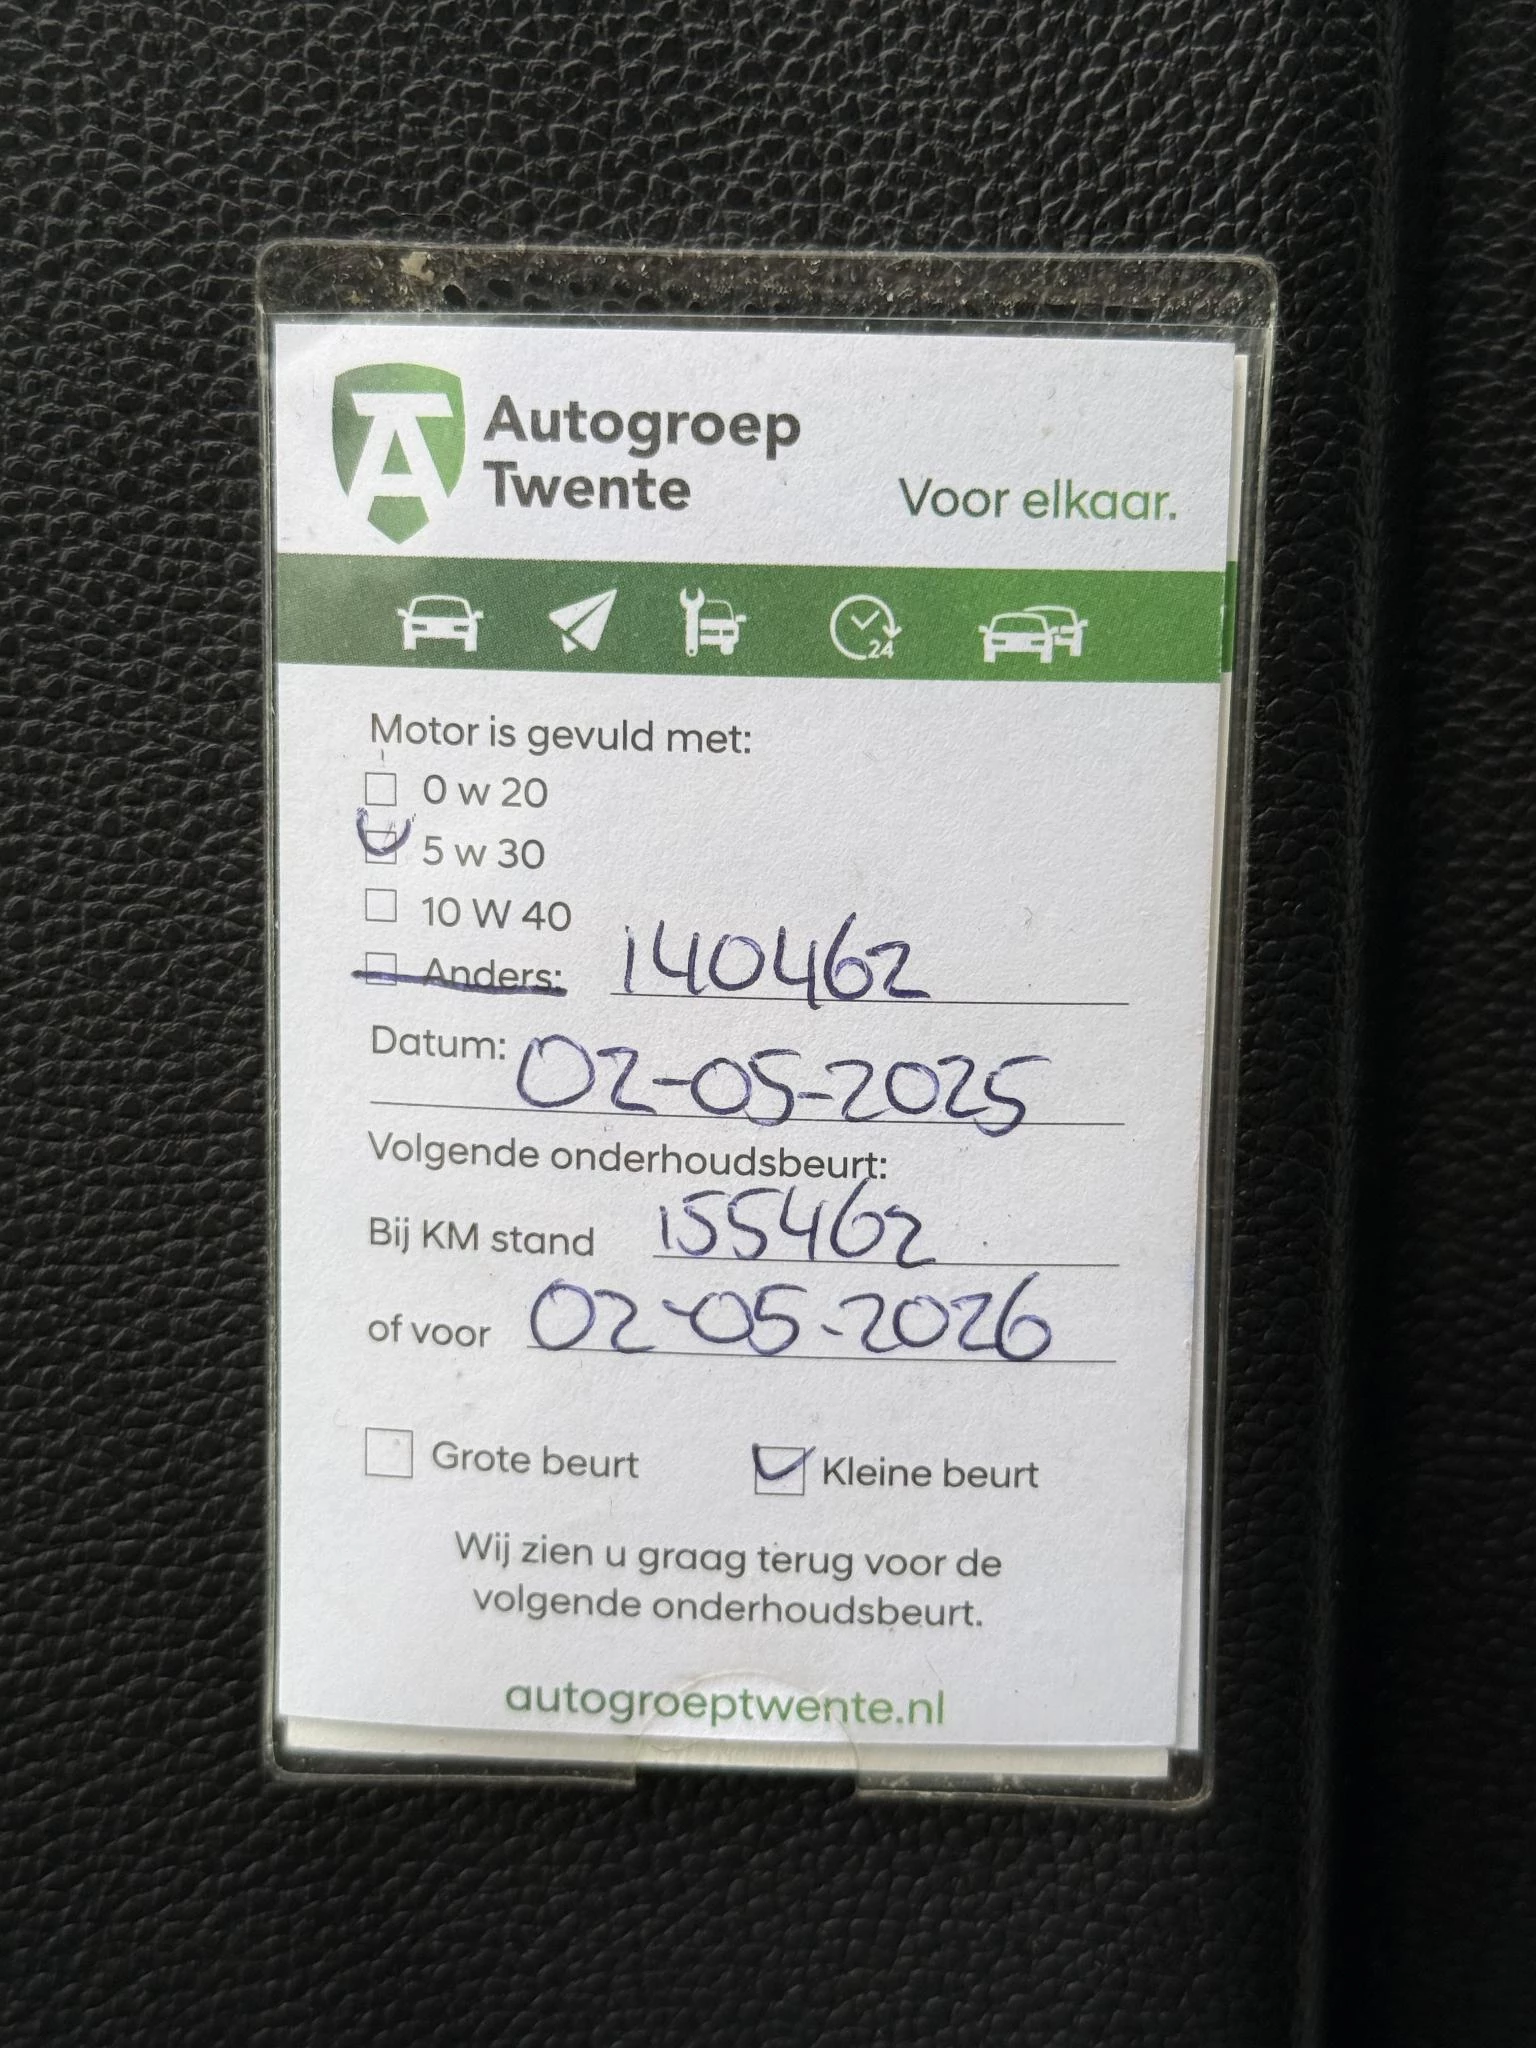 Autogroep
Twente
Voor elkaar.
24
Motor is gevuld met:
0 w 20
5 w 30
10 W 40
Anders: 140462
Datum: 02-05-2025
Volgende onderhoudsbeurt:
Bij KM stand 155462
of voor 02-05-2026
Grote beurt Kleine beurt
Wij zien u graag terug voor de
volgende onderhoudsbeurt.
autogroeptwente.nl